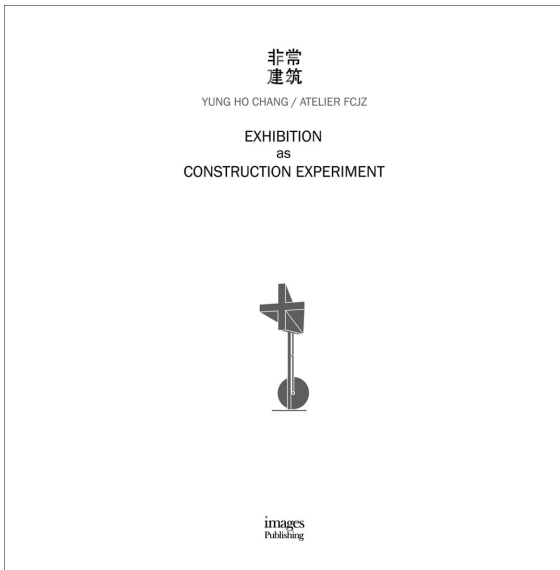 非常
建筑
YUNG HO CHANG / ATELIER FCJZ
EXHIBITION
as
CONSTRUCTION EXPERIMENT
images
Publishing